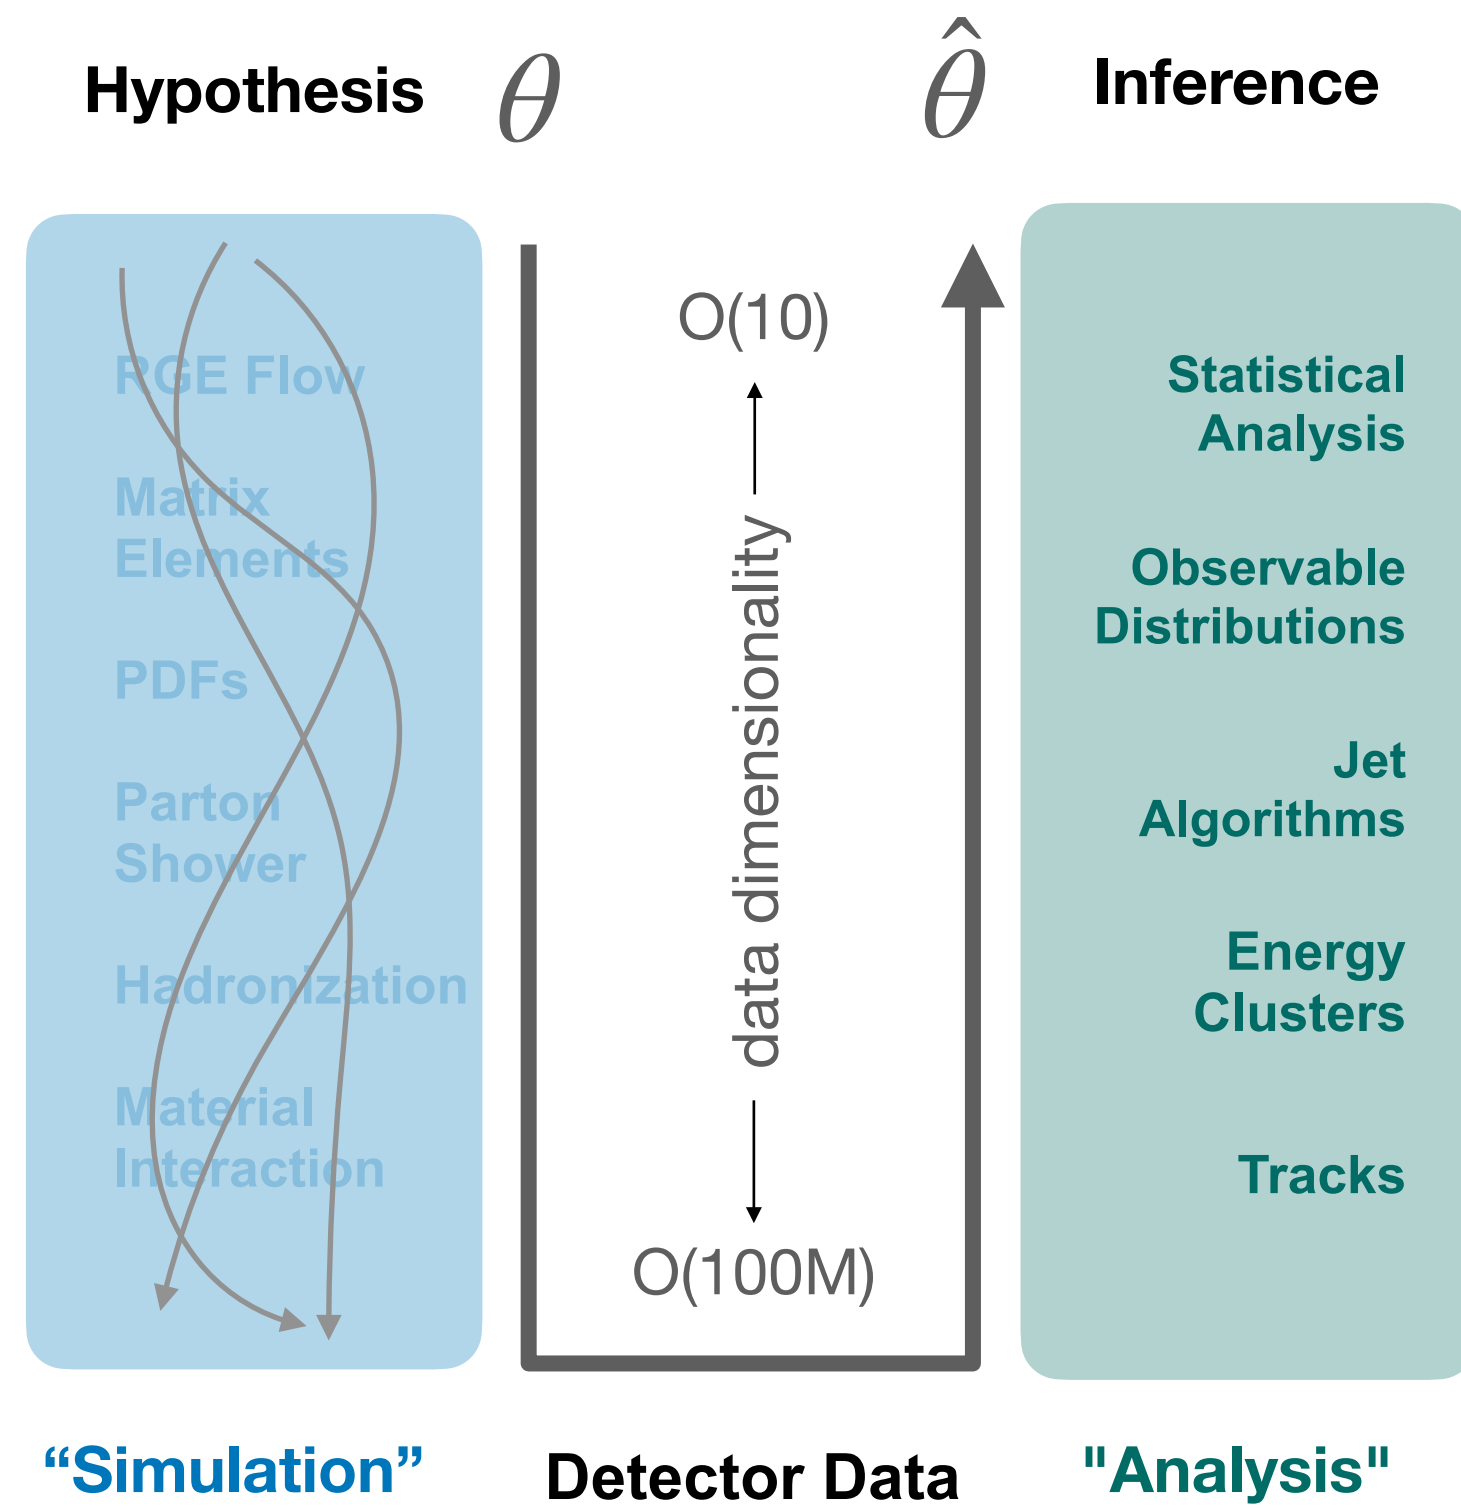 Hypothesis
θ
θ̂
Inference
RGE Flow
Matrix
Elements
PDFs
Parton
Shower
Hadronization
Material
Interaction
O(10)
data dimensionality
O(100M)
Statistical
Analysis
Observable
Distributions
Jet
Algorithms
Energy
Clusters
Tracks
“Simulation”
Detector Data
"Analysis"